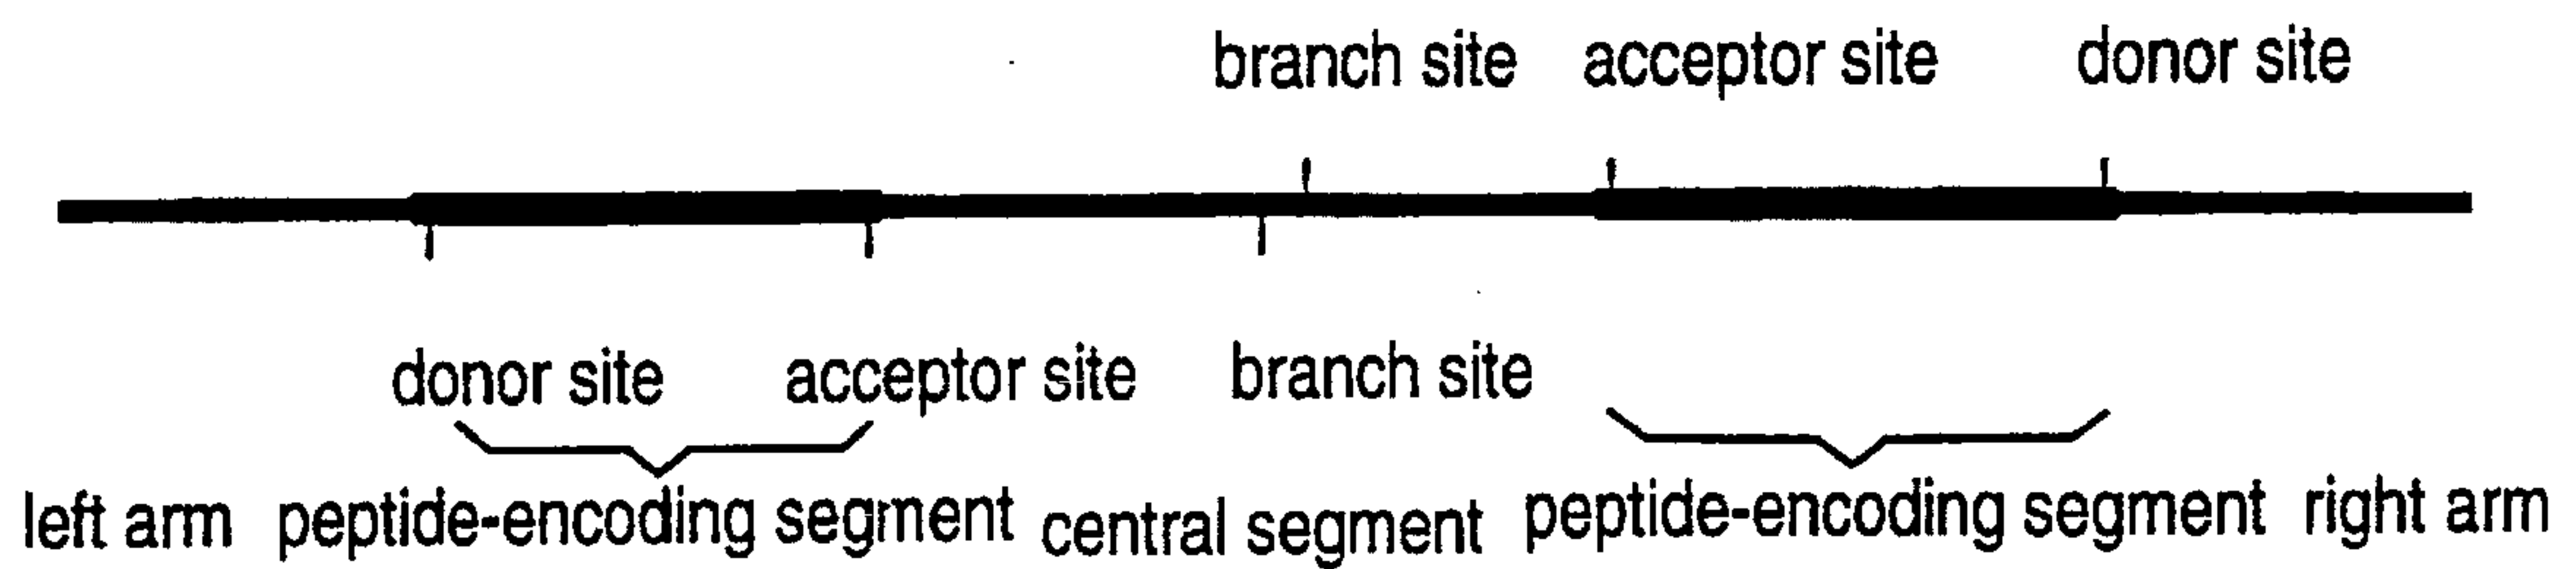 branch site acceptor site donor site
donor site acceptor site branch site
left arm peptide-encoding segment central segment peptide-encoding segment right arm